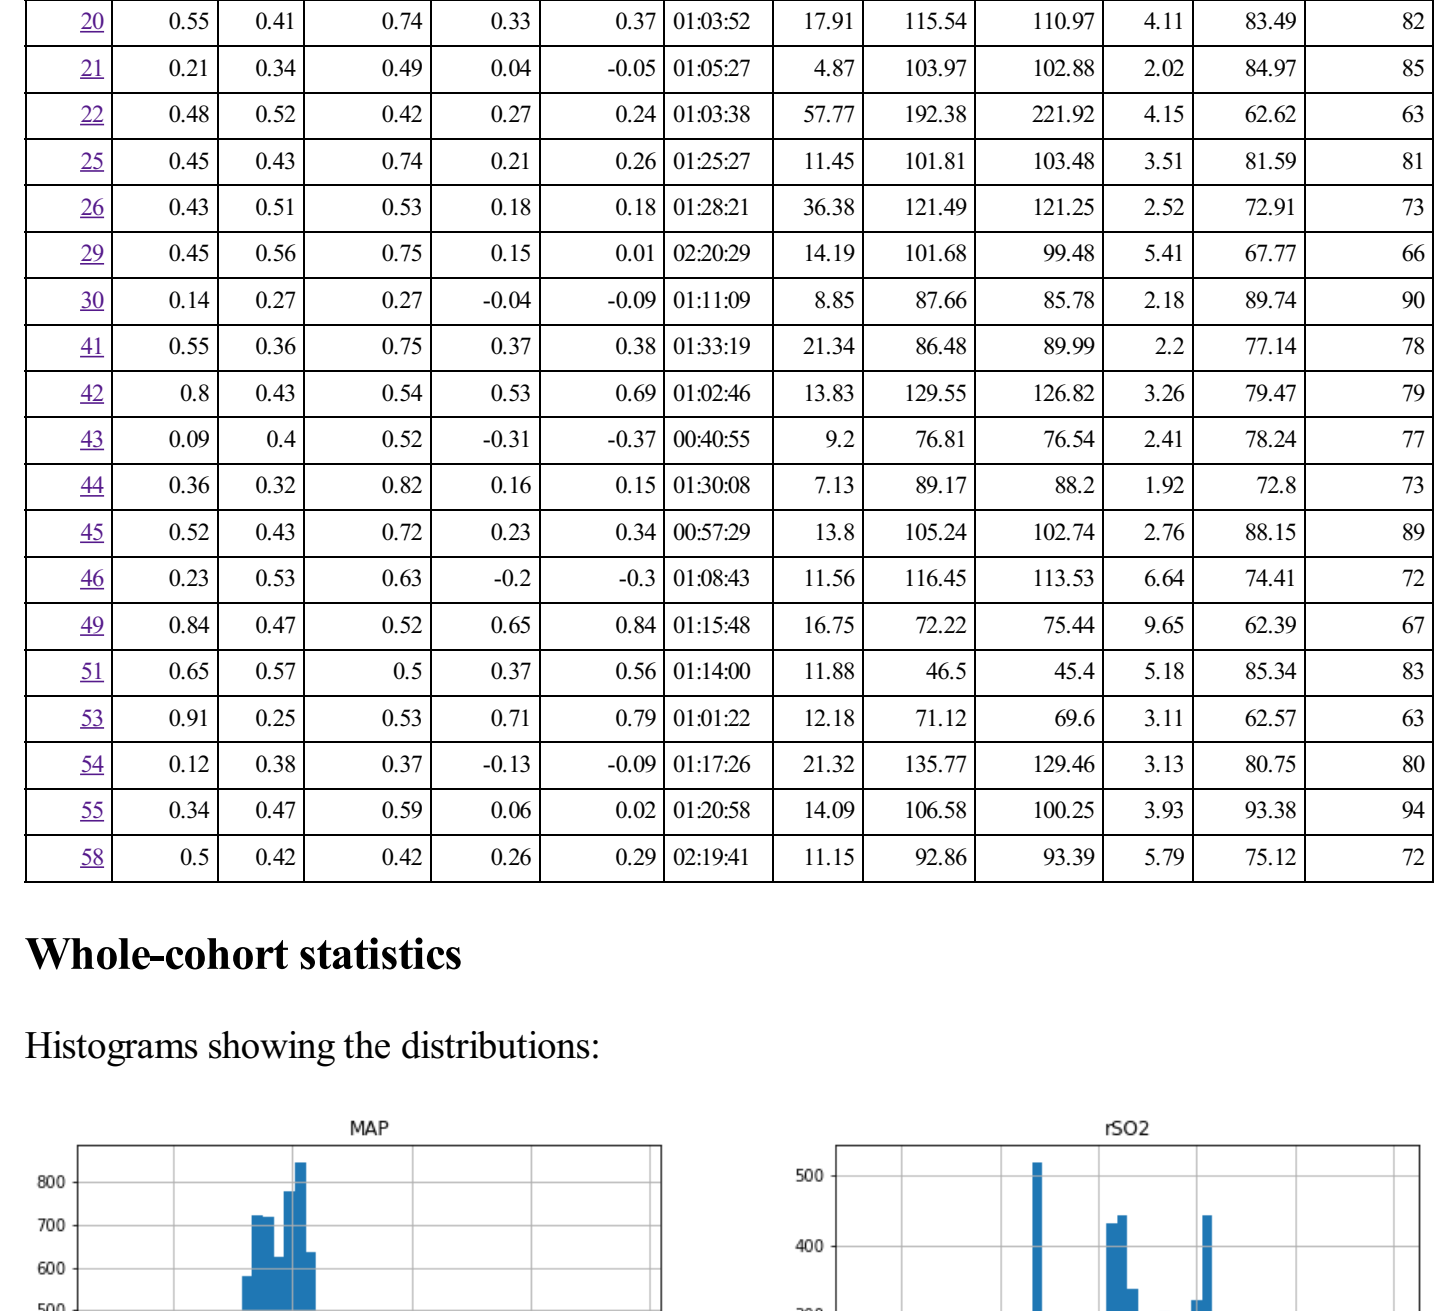 20 0.55 0.41 0.74 0.33 0.37 01:03:52 17.91 115.54 110.97 4.11 83.49 82
21 0.21 0.34 0.49 0.04 -0.05 01:05:27 4.87 103.97 102.88 2.02 84.97 85
22 0.48 0.52 0.42 0.27 0.24 01:03:38 57.77 192.38 221.92 4.15 62.62 63
25 0.45 0.43 0.74 0.21 0.26 01:25:27 11.45 101.81 103.48 3.51 81.59 81
26 0.43 0.51 0.53 0.18 0.18 01:28:21 36.38 121.49 121.25 2.52 72.91 73
29 0.45 0.56 0.75 0.15 0.01 02:20:29 14.19 101.68 99.48 5.41 67.77 66
30 0.14 0.27 0.27 -0.04 -0.09 01:11:09 8.85 87.66 85.78 2.18 89.74 90
41 0.55 0.36 0.75 0.37 0.38 01:33:19 21.34 86.48 89.99 2.2 77.14 78
42 0.8 0.43 0.54 0.53 0.69 01:02:46 13.83 129.55 126.82 3.26 79.47 79
43 0.09 0.4 0.52 -0.31 -0.37 00:40:55 9.2 76.81 76.54 2.41 78.24 77
44 0.36 0.32 0.82 0.16 0.15 01:30:08 7.13 89.17 88.2 1.92 72.8 73
45 0.52 0.43 0.72 0.23 0.34 00:57:29 13.8 105.24 102.74 2.76 88.15 89
46 0.23 0.53 0.63 -0.2 -0.3 01:08:43 11.56 116.45 113.53 6.64 74.41 72
49 0.84 0.47 0.52 0.65 0.84 01:15:48 16.75 72.22 75.44 9.65 62.39 67
51 0.65 0.57 0.5 0.37 0.56 01:14:00 11.88 46.5 45.4 5.18 85.34 83
53 0.91 0.25 0.53 0.71 0.79 01:01:22 12.18 71.12 69.6 3.11 62.57 63
54 0.12 0.38 0.37 -0.13 -0.09 01:17:26 21.32 135.77 129.46 3.13 80.75 80
55 0.34 0.47 0.59 0.06 0.02 01:20:58 14.09 106.58 100.25 3.93 93.38 94
58 0.5 0.42 0.42 0.26 0.29 02:19:41 11.15 92.86 93.39 5.79 75.12 72
Whole-cohort statistics
Histograms showing the distributions:
MAP
800
700
600
500
rSO2
500
400